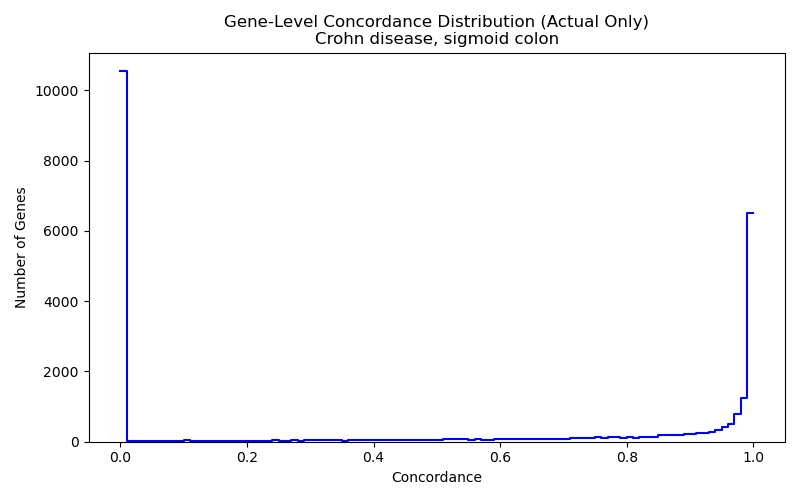 Gene-Level Concordance Distribution (Actual Only)
Crohn disease, sigmoid colon
10000
8000
6000
4000
2000
0
Number of Genes
0.0 0.2 0.4 0.6 0.8 1.0
Concordance